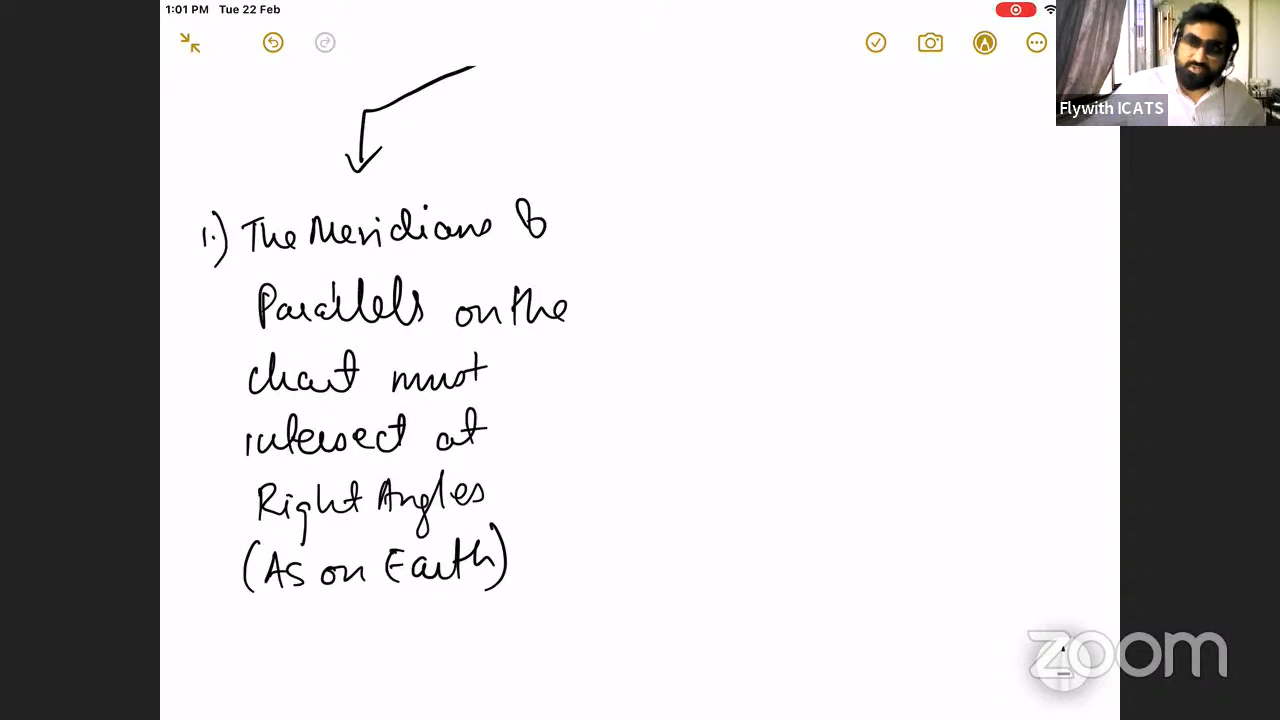 1:01 PM Tue 22 Feb
Flywith ICATS
1.) The Meridians &
Parallels on the
chart must
intersect at
Right Angles
(As on Earth)
zoom